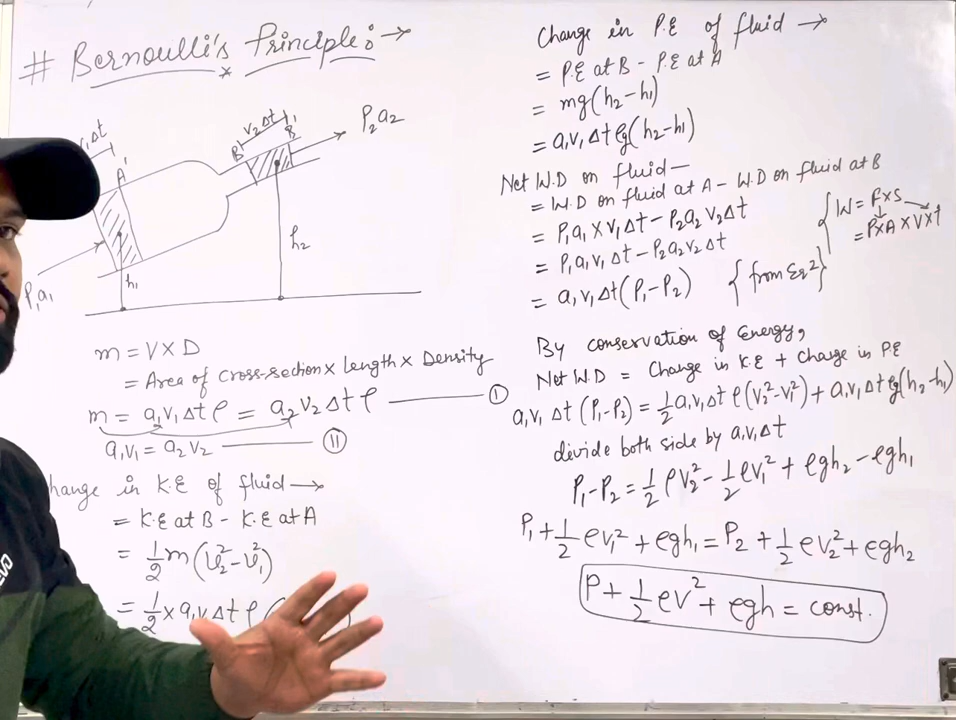 # Bernoulli's Principle :→
v₁Δt
A'
V₂Δt
B
B'
P₂a₂
h₂
h₁
P₁a₁
m = V X D
= Area of Cross-section x Length x Density
m = a₁v₁Δt ρ = a₂v₂Δt ρ ——— ①
a₁v₁ = a₂v₂ ——— ⑪
hange in K.E of fluid →
= K.E at B - K.E at A
= ½m(v₂²-v₁²)
= ½ x a₁v₁Δt ρ (
Change in P.E of fluid →
= P.E at B - P.E at A
= mg(h₂-h₁)
= a₁v₁Δt ρg(h₂-h₁)
Net W.D on fluid —
= W.D on fluid at A - W.D on fluid at B
= P₁a₁ x v₁Δt - P₂a₂ v₂Δt
= P₁a₁v₁Δt - P₂a₂v₂Δt
= a₁v₁Δt(P₁-P₂) {from Eq²}
{W = F x S
= P x A x V x t
By conservation of Energy,
Net W.D = Change in K.E + Change in P.E
a₁v₁Δt (P₁-P₂) = ½a₁v₁Δt ρ(v₂²-v₁²) + a₁v₁Δt ρg(h₂-h₁)
divide both side by a₁v₁Δt
P₁-P₂ = ½ρv₂² - ½ρv₁² + ρgh₂ - ρgh₁
P₁ + ½ρv₁² + ρgh₁ = P₂ + ½ρv₂² + ρgh₂
P + ½ρv² + ρgh = const.